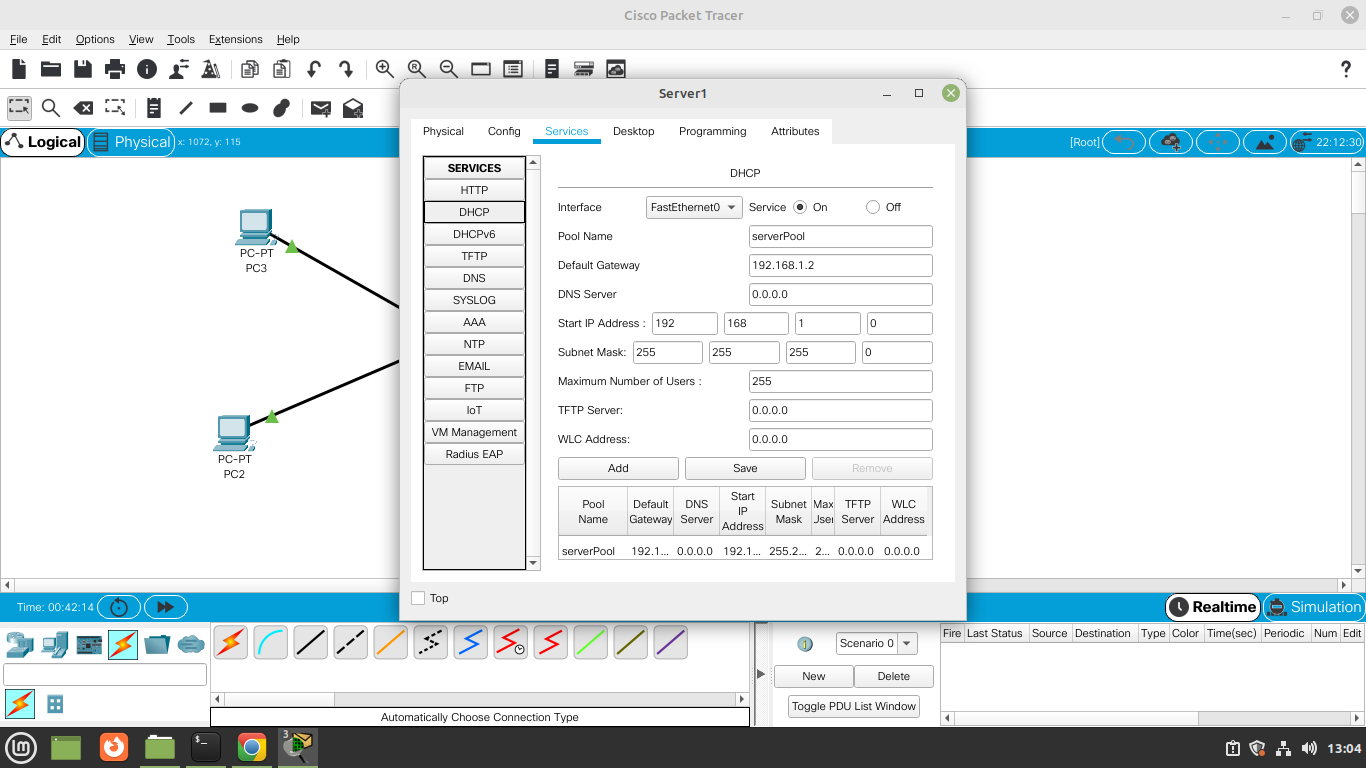 Cisco Packet Tracer
File Edit Options View Tools Extensions Help
?
Logical Physical x: 1072, y: 115
[Root] 22:12:30
PC-PT
PC3
PC-PT
PC2
Server1
Physical Config Services Desktop Programming Attributes
SERVICES
HTTP
DHCP
DHCPv6
TFTP
DNS
SYSLOG
AAA
NTP
EMAIL
FTP
IoT
VM Management
Radius EAP
DHCP
Interface FastEthernet0 Service On Off
Pool Name serverPool
Default Gateway 192.168.1.2
DNS Server 0.0.0.0
Start IP Address : 192 168 1 0
Subnet Mask: 255 255 255 0
Maximum Number of Users : 255
TFTP Server: 0.0.0.0
WLC Address: 0.0.0.0
Add Save Remove
Pool Name Default Gateway DNS Server Start IP Address Subnet Mask Max User TFTP Server WLC Address
serverPool 192.1... 0.0.0.0 192.1... 255.2... 2... 0.0.0.0 0.0.0.0
Top
Time: 00:42:14
Realtime Simulation
Scenario 0
New Delete
Toggle PDU List Window
Fire Last Status Source Destination Type Color Time(sec) Periodic Num Edit
Automatically Choose Connection Type
3
13:04